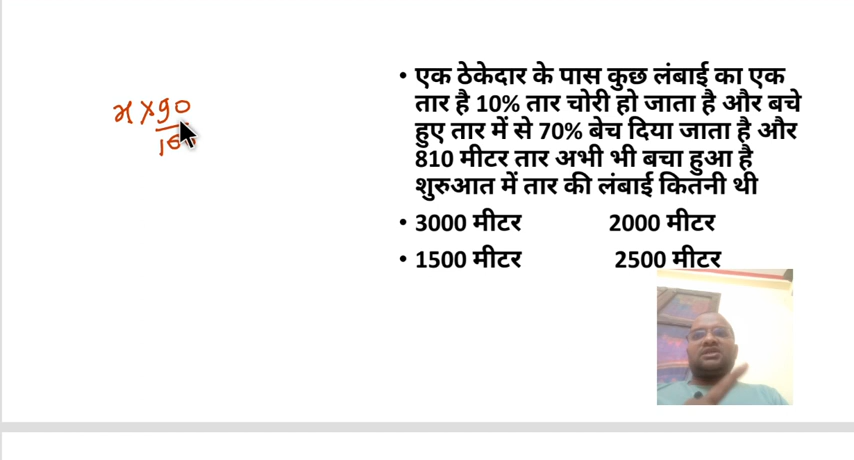 x × 90
100
• एक ठेकेदार के पास कुछ लंबाई का एक
तार है 10% तार चोरी हो जाता है और बचे
हुए तार में से 70% बेच दिया जाता है और
810 मीटर तार अभी भी बचा हुआ है
शुरुआत में तार की लंबाई कितनी थी
• 3000 मीटर 2000 मीटर
• 1500 मीटर 2500 मीटर